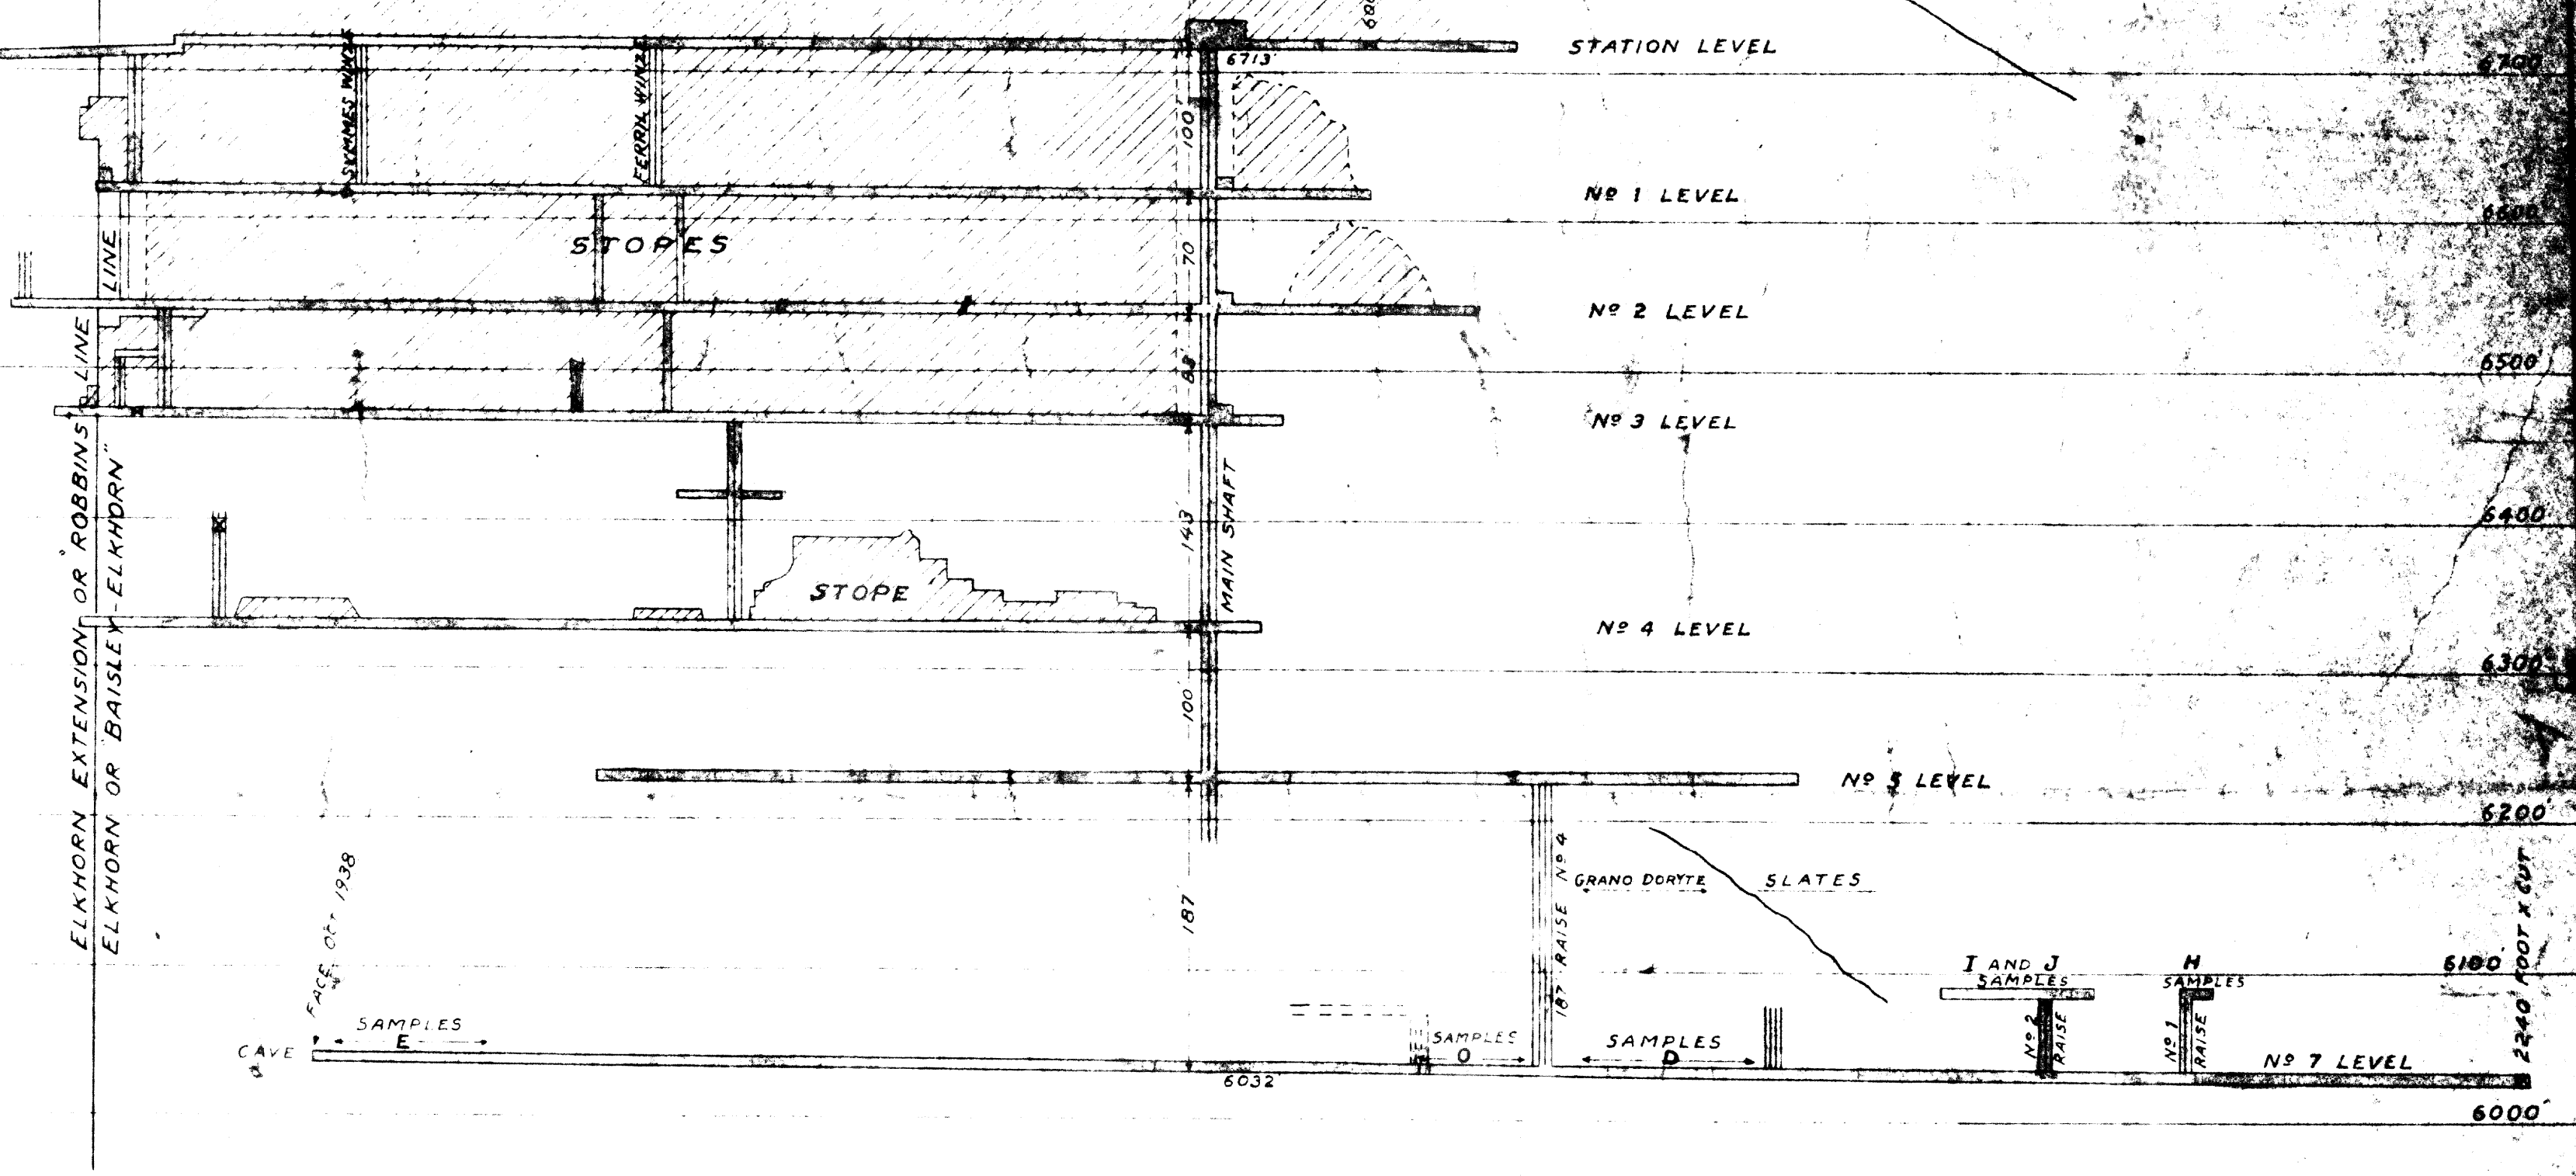 STATION LEVEL
6713
6700'
SYMMES WINZE
FERRIL WINZE
100'
Nº 1 LEVEL
6600'
STOPES
LINE
70
Nº 2 LEVEL
LINE
88'
6500'
Nº 3 LEVEL
ELKHORN EXTENSION OR "ROBBINS"
ELKHORN OR BAISLEY-ELKHORN"
143'
MAIN SHAFT
6400'
STOPE
Nº 4 LEVEL
6300'
100'
Nº 5 LEVEL
6200'
187'
187' RAISE Nº 4
GRANO DORYTE
SLATES
FACE OCT 1938
I AND J
SAMPLES
H
SAMPLES
6100'
2240 FOOT X CUT
CAVE
SAMPLES
E
SAMPLES
O
SAMPLES
D
Nº 2
RAISE
Nº 1
RAISE
Nº 7 LEVEL
6032
6000'